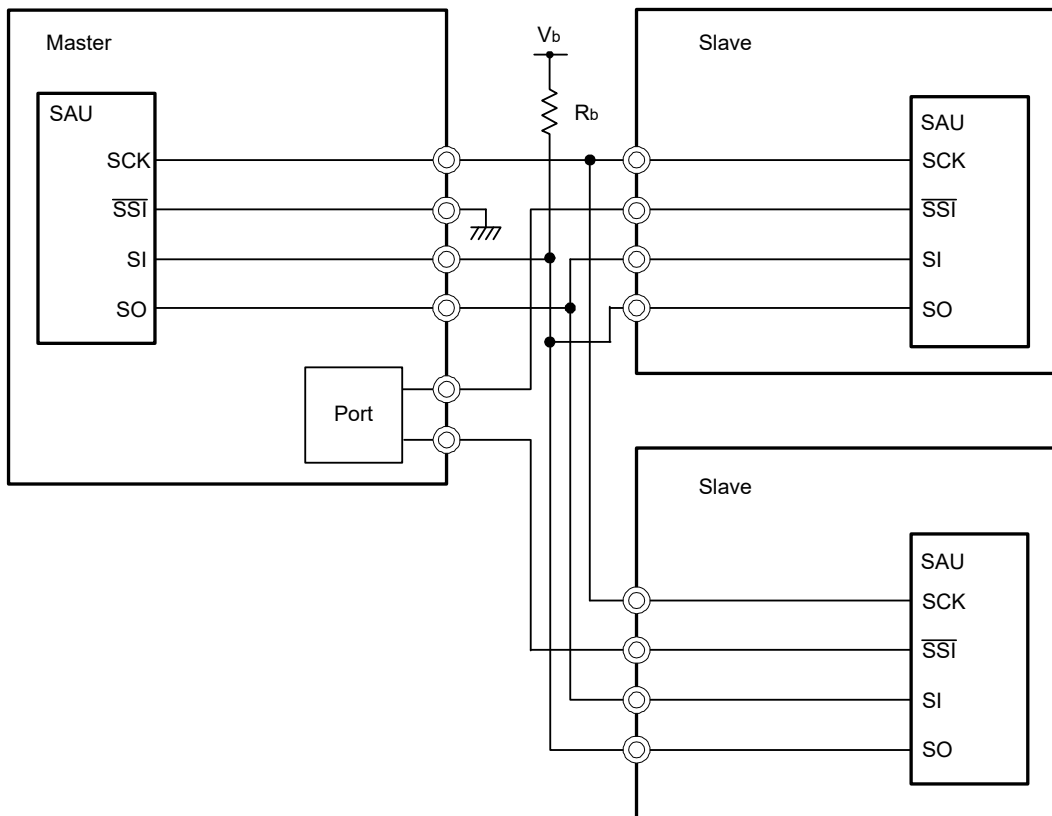 Master
SAU
SCK
SSI
SI
SO
Port
Vb
Rb
Slave
SAU
SCK
SSI
SI
SO
Slave
SAU
SCK
SSI
SI
SO